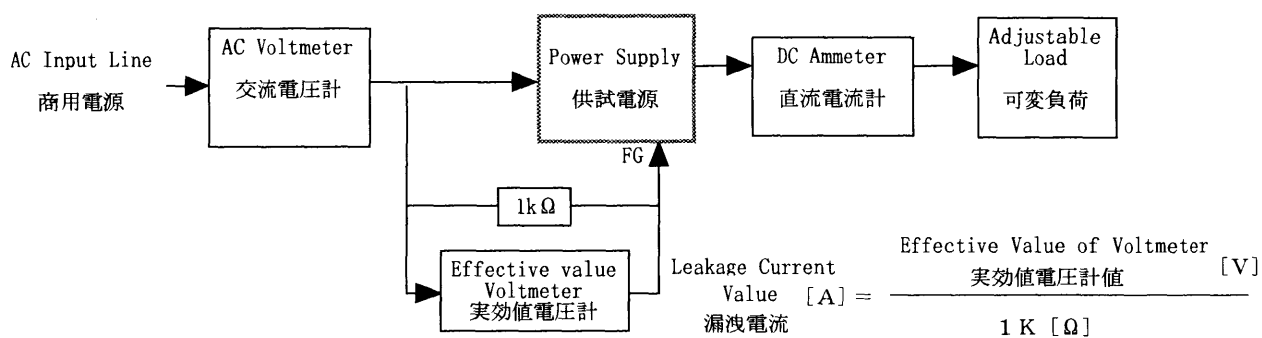 AC Input Line
商用電源
AC Voltmeter
交流電圧計
Power Supply
供試電源
DC Ammeter
直流電流計
Adjustable
Load
可変負荷
FG
1kΩ
Effective value
Voltmeter
実効値電圧計
Leakage Current
Value [A] =
漏洩電流
Effective Value of Voltmeter
実効値電圧計値 [V]
1K [Ω]